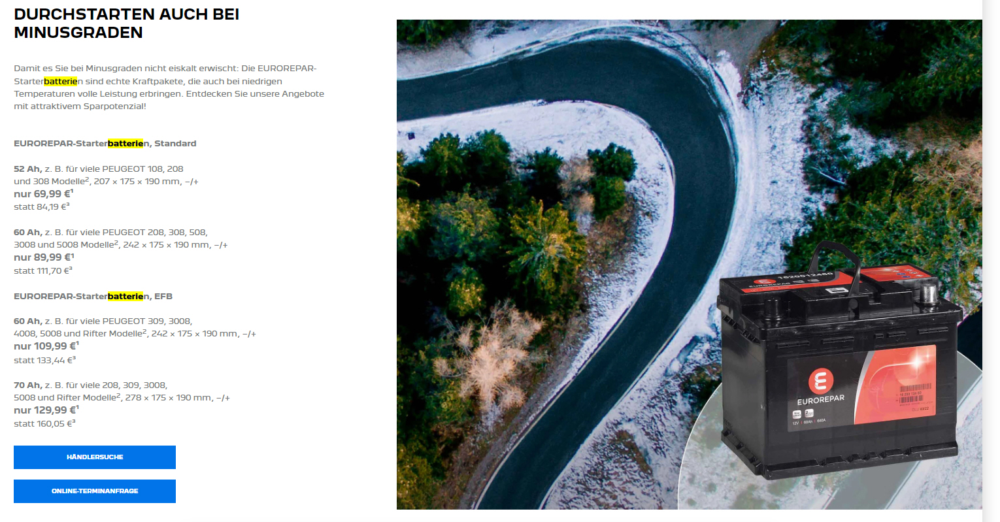 DURCHSTARTEN AUCH BEI
MINUSGRADEN
Damit es Sie bei Minusgraden nicht eiskalt erwischt: Die EUROREPAR-
Starterbatterien sind echte Kraftpakete, die auch bei niedrigen
Temperaturen volle Leistung erbringen. Entdecken Sie unsere Angebote
mit attraktivem Sparpotenzial!
EUROREPAR-Starterbatterien, Standard
52 Ah, z. B. für viele PEUGEOT 108, 208
und 308 Modelle², 207 × 175 × 190 mm, −/+
nur 69,99 €¹
statt 84,19 €³
60 Ah, z. B. für viele PEUGEOT 208, 308, 508,
3008 und 5008 Modelle², 242 × 175 × 190 mm, −/+
nur 89,99 €¹
statt 111,70 €³
EUROREPAR-Starterbatterien, EFB
60 Ah, z. B. für viele PEUGEOT 309, 3008,
4008, 5008 und Rifter Modelle², 242 × 175 × 190 mm, −/+
nur 109,99 €¹
statt 133,44 €³
70 Ah, z. B. für viele 208, 309, 3008,
5008 und Rifter Modelle², 278 × 175 × 190 mm, −/+
nur 129,99 €¹
statt 160,05 €³
HÄNDLERSUCHE
ONLINE-TERMINANFRAGE
EUROREPAR
EUROREPAR
12V